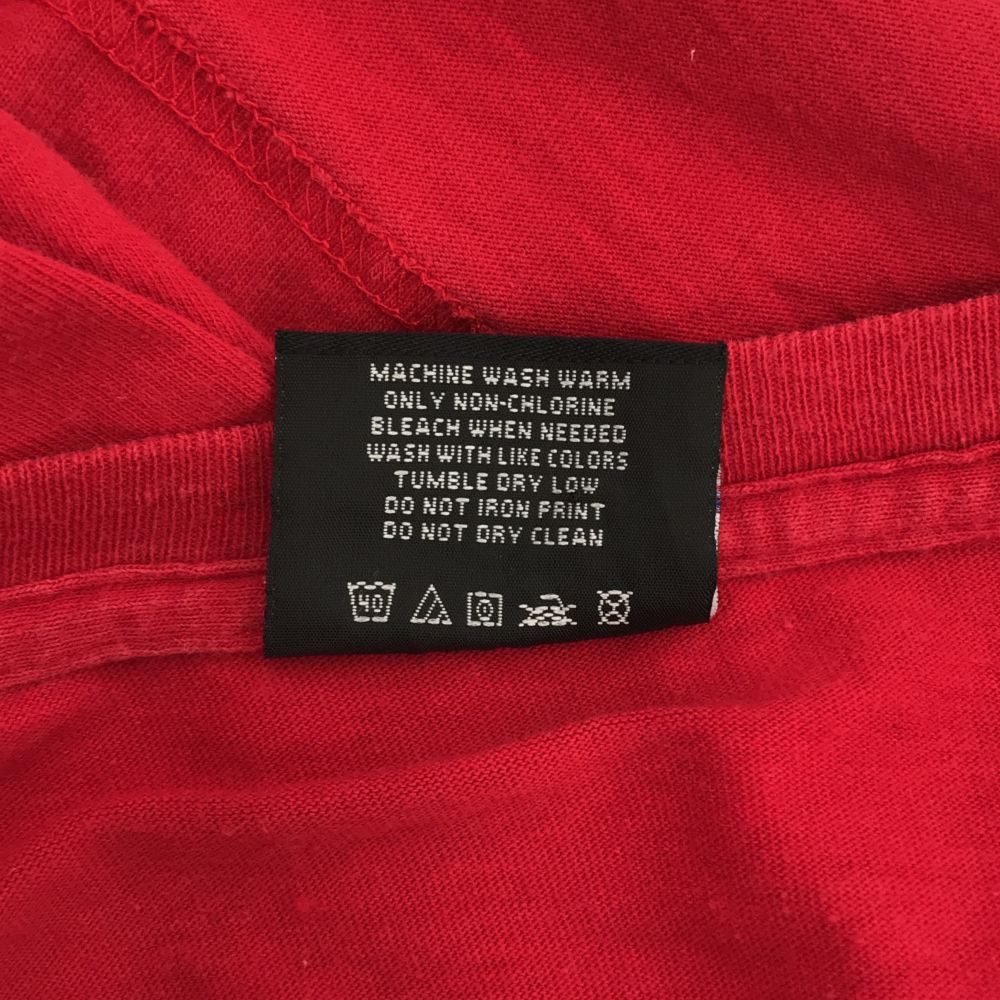 MACHINE WASH WARM
ONLY NON-CHLORINE
BLEACH WHEN NEEDED
WASH WITH LIKE COLORS
TUMBLE DRY LOW
DO NOT IRON PRINT
DO NOT DRY CLEAN
40